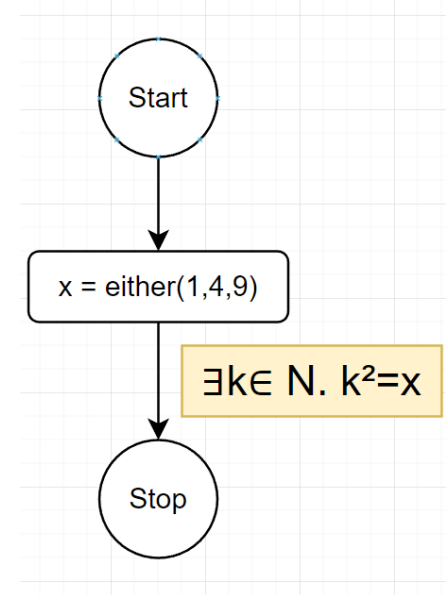 Start
x = either(1,4,9)
∃k∈ N. k²=x
Stop